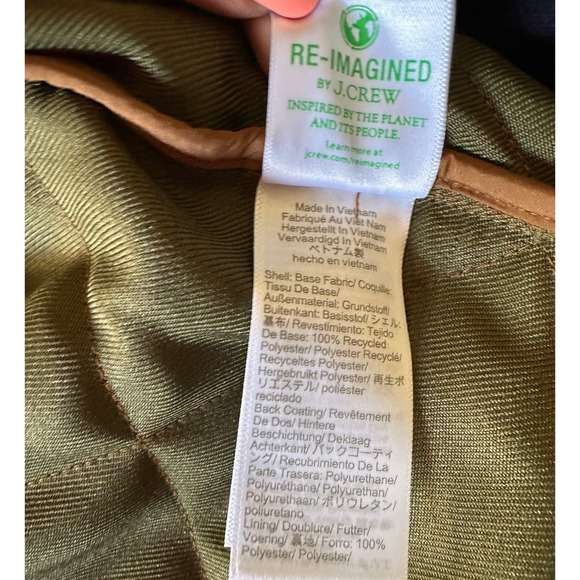 RE-IMAGINED
BY J.CREW
INSPIRED BY THE PLANET
AND ITS PEOPLE.
Learn more at
jcrew.com/reimagined
Made In Vietnam
Fabriqué Au Viet Nam
Hergestellt In Vietnam
Vervaardigd In Vietnam
ベトナム製
hecho en vietnam
Shell: Base Fabric/ Coquille:
Tissu De Base/
Außenmaterial: Grundstoff/
Buitenkant: Basisstof/ シェル:
基布/ Revestimiento: Tejido
De Base: 100% Recycled
Polyester/ Polyester Recyclé/
Recyceltes Polyester/
Hergebruikt Polyester/ 再生ポ
リエステル/ poliéster
reciclado
Back Coating/ Revêtement
De Dos/ Hintere
Beschichtung/ Deklaag
Achterkant/ バックコーティ
ング/ Recubrimiento De La
Parte Trasera: Polyurethane/
Polyuréthane/ Polyurethan/
Polyurethaan/ ポリウレタン/
poliuretano
Lining/ Doublure/ Futter/
Voering/ 裏地/ Forro: 100%
Polyester/ Polyester/